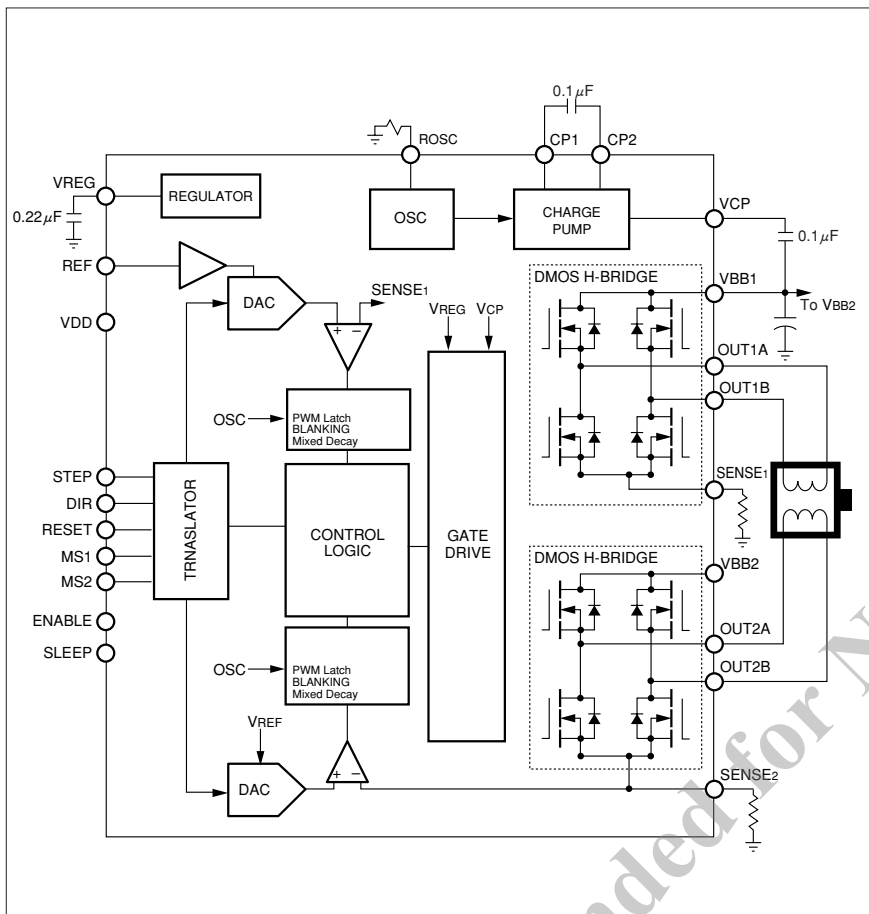 0.1µF
ROSC
CP1
CP2
VREG
REGULATOR
0.22µF
OSC
CHARGE
PUMP
VCP
0.1µF
REF
DAC
SENSE1
VREG
VCP
DMOS H-BRIDGE
VBB1
To VBB2
VDD
OUT1A
OUT1B
OSC
PWM Latch
BLANKING
Mixed Decay
STEP
DIR
RESET
MS1
MS2
TRNASLATOR
CONTROL
LOGIC
GATE
DRIVE
SENSE1
DMOS H-BRIDGE
VBB2
ENABLE
SLEEP
OSC
PWM Latch
BLANKING
Mixed Decay
OUT2A
OUT2B
VREF
DAC
SENSE2
+ −
+ −
nded for N